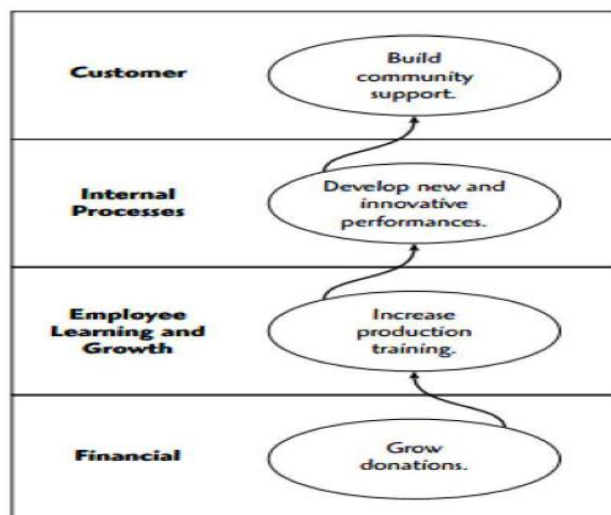 Customer
Build
community
support.
Internal
Processes
Develop new and
innovative
performances.
Employee
Learning and
Growth
Increase
production
training.
Financial
Grow
donations.